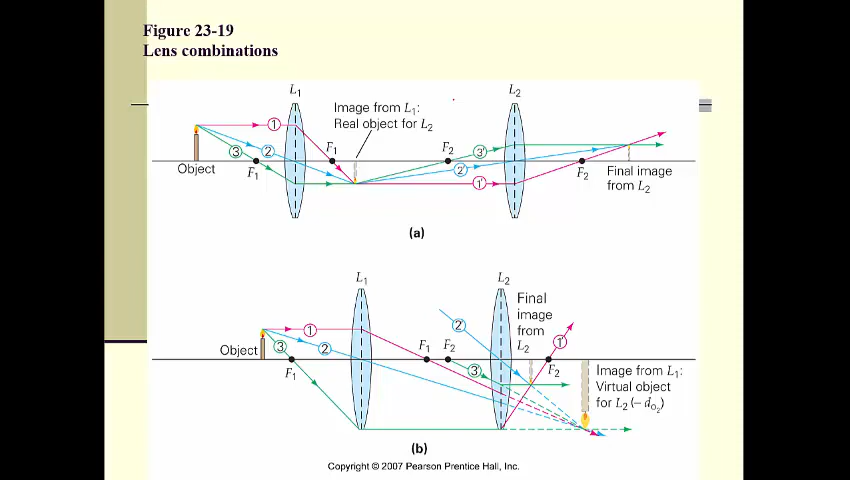 Figure 23-19
Lens combinations
L1
L2
Image from L1:
Real object for L2
1
2
3
F1
F2
3'
2'
1'
Object
F1
F2
Final image
from L2
(a)
L1
L2
Final
image
from
L2
1
2
3
2'
1'
Object
F1
F2
3'
F1
F2
Image from L1:
Virtual object
for L2 (– do2)
(b)
Copyright © 2007 Pearson Prentice Hall, Inc.